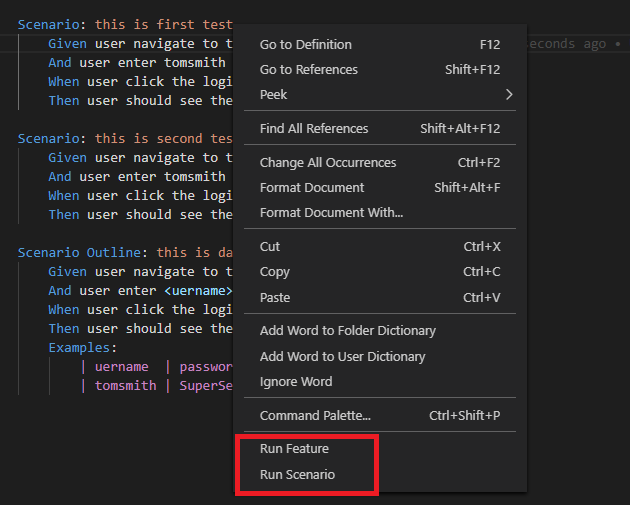 Scenario: this is first test
Given user navigate to t
seconds ago •
And user enter tomsmith
When user click the logi
Then user should see the
Scenario: this is second tes
Given user navigate to t
And user enter tomsmith
When user click the logi
Then user should see the
Scenario Outline: this is da
Given user navigate to t
And user enter <uername>
When user click the logi
Then user should see the
Examples:
| uername | passwor
| tomsmith | SuperSe
Go to Definition F12
Go to References Shift+F12
Peek
Find All References Shift+Alt+F12
Change All Occurrences Ctrl+F2
Format Document Shift+Alt+F
Format Document With...
Cut Ctrl+X
Copy Ctrl+C
Paste Ctrl+V
Add Word to Folder Dictionary
Add Word to User Dictionary
Ignore Word
Command Palette... Ctrl+Shift+P
Run Feature
Run Scenario